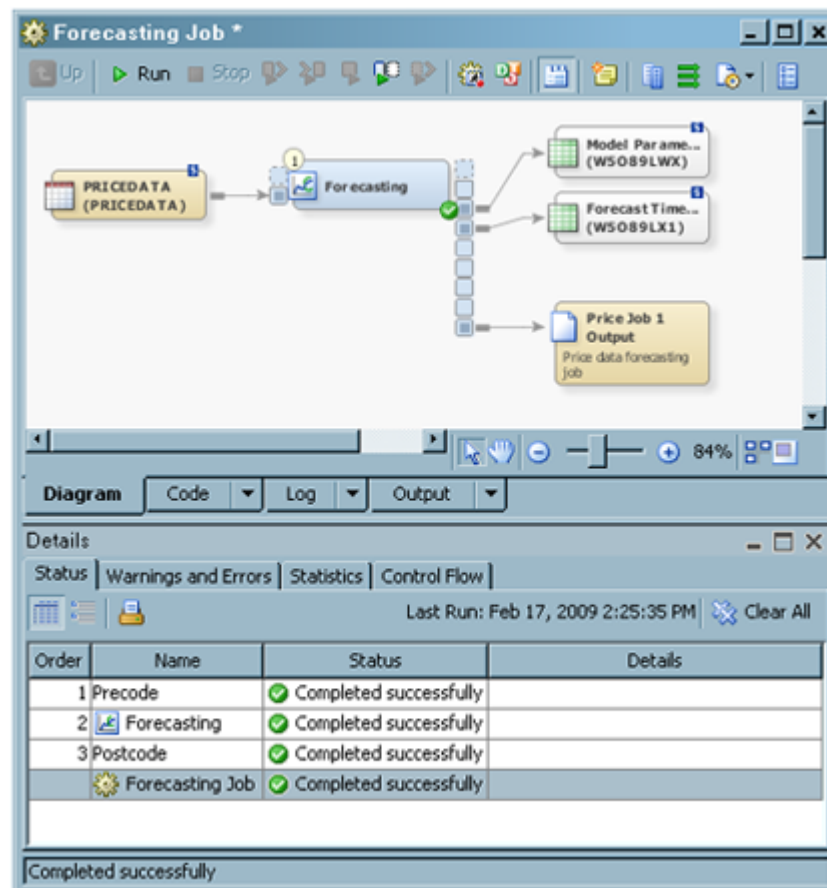 Forecasting Job *
Up Run Stop
PRICEDATA
(PRICEDATA)
1
Forecasting
Model Parame...
(W5O89LWX)
Forecast Time...
(W5O89LX1)
Price Job 1
Output
Price data forecasting
job
84%
Diagram Code Log Output
Details
Status Warnings and Errors Statistics Control Flow
Last Run: Feb 17, 2009 2:25:35 PM Clear All
Order Name Status Details
1 Precode Completed successfully
2 Forecasting Completed successfully
3 Postcode Completed successfully
Forecasting Job Completed successfully
Completed successfully